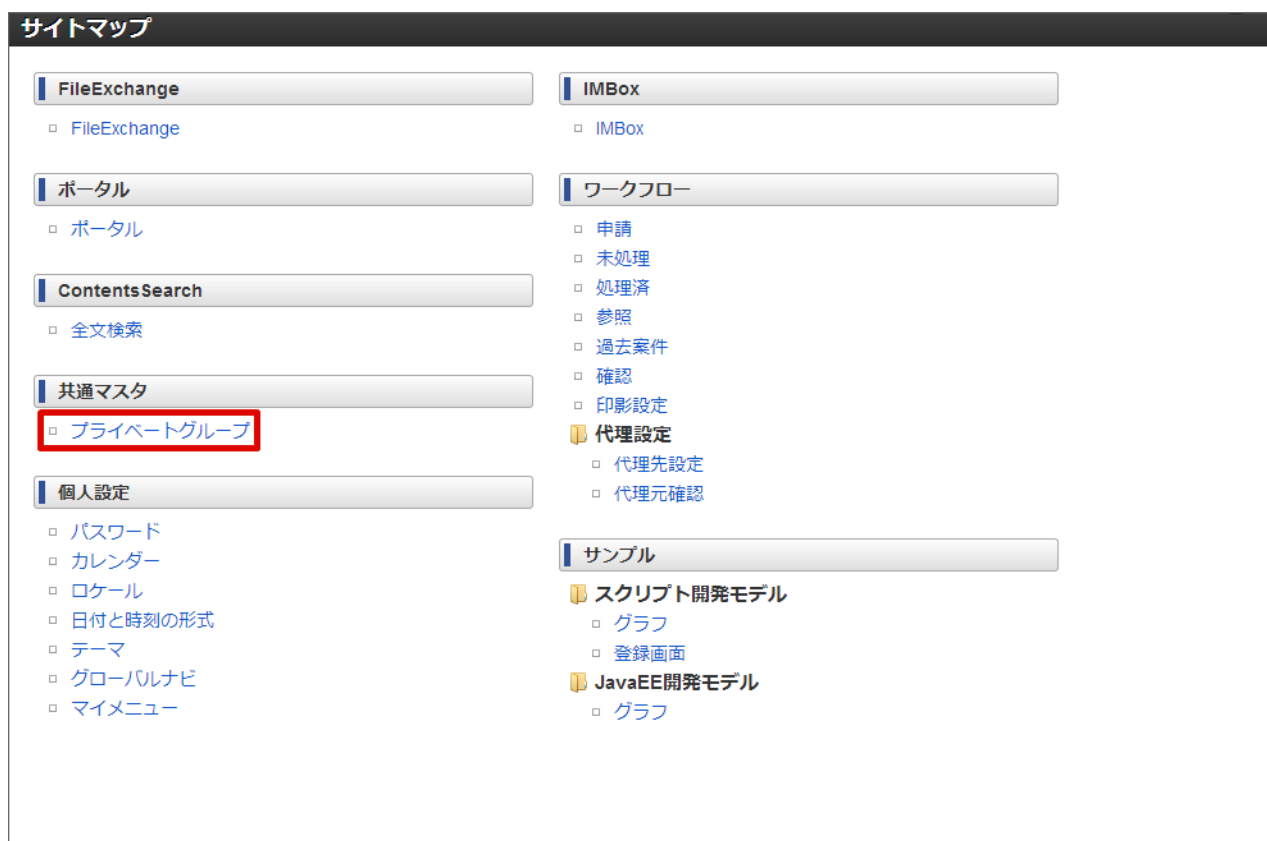 サイトマップ
FileExchange
FileExchange
ポータル
ポータル
ContentsSearch
全文検索
共通マスタ
プライベートグループ
個人設定
パスワード
カレンダー
ロケール
日付と時刻の形式
テーマ
グローバルナビ
マイメニュー
IMBox
IMBox
ワークフロー
申請
未処理
処理済
参照
過去案件
確認
印影設定
代理設定
代理先設定
代理元確認
サンプル
スクリプト開発モデル
グラフ
登録画面
JavaEE開発モデル
グラフ